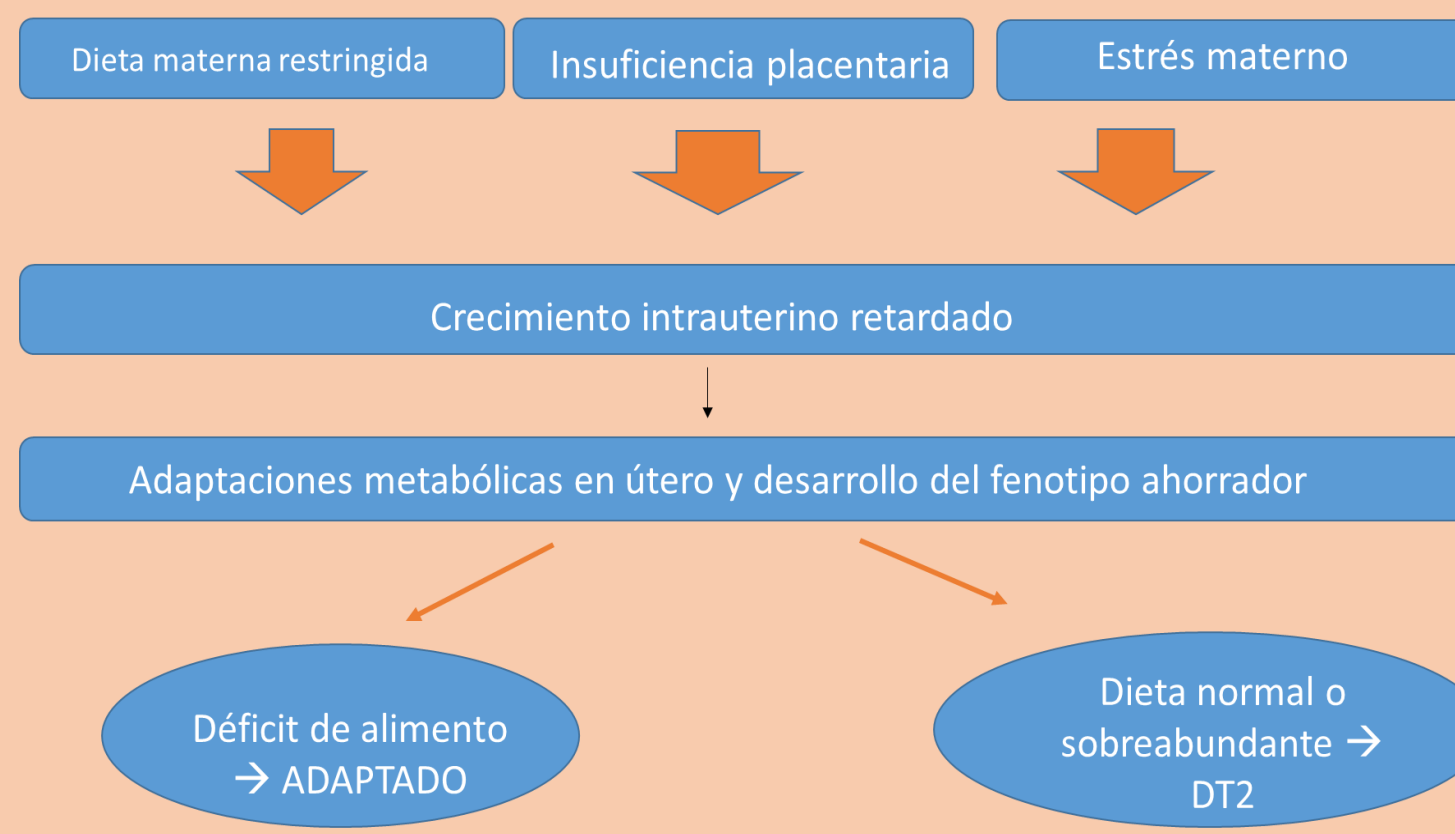 Dieta materna restringida
Insuficiencia placentaria
Estrés materno
Crecimiento intrauterino retardado
Adaptaciones metabólicas en útero y desarrollo del fenotipo ahorrador
Déficit de alimento
→ ADAPTADO
Dieta normal o
sobreabundante →
DT2